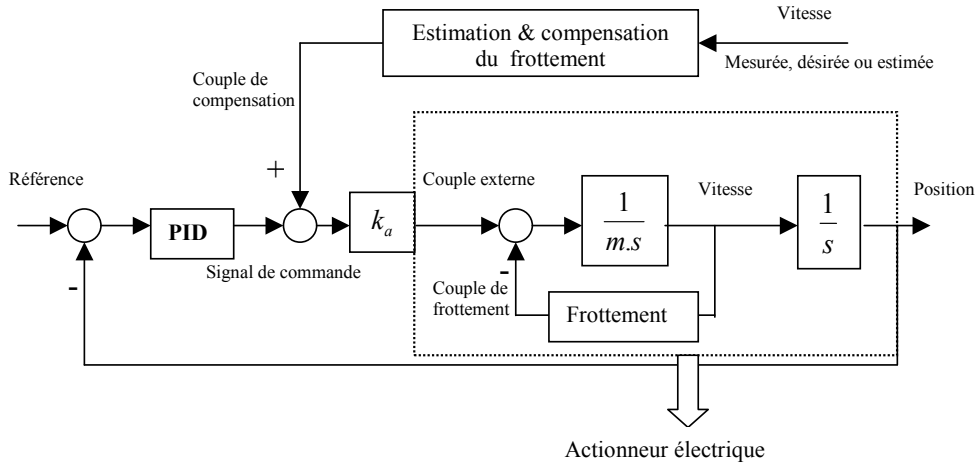 Estimation & compensation
du frottement
Vitesse
Mesurée, désirée ou estimée
Couple de
compensation
+
Référence
PID
Signal de commande
k_a
Couple externe
1
m.s
Vitesse
1
s
Position
-
-
Couple de
frottement
Frottement
Actionneur électrique